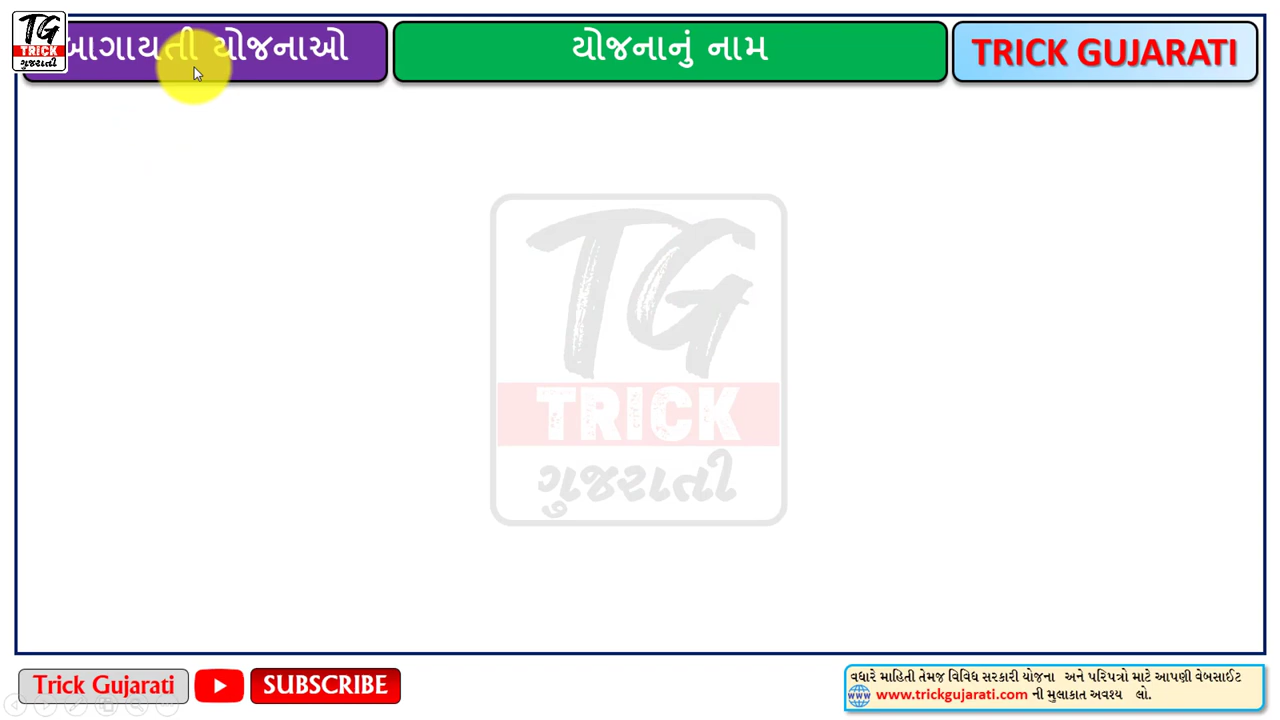 TG
TRICK
ગુજરાતી
બાગાયતી યોજનાઓ
યોજનાનું નામ
TRICK GUJARATI
TG
TRICK
ગુજરાતી
Trick Gujarati
SUBSCRIBE
વધારે માહિતી તેમજ વિવિધ સરકારી યોજના અને પરિપત્રો માટે આપણી વેબસાઈટ
www.trickgujarati.com ની મુલાકાત અવશ્ય લો.